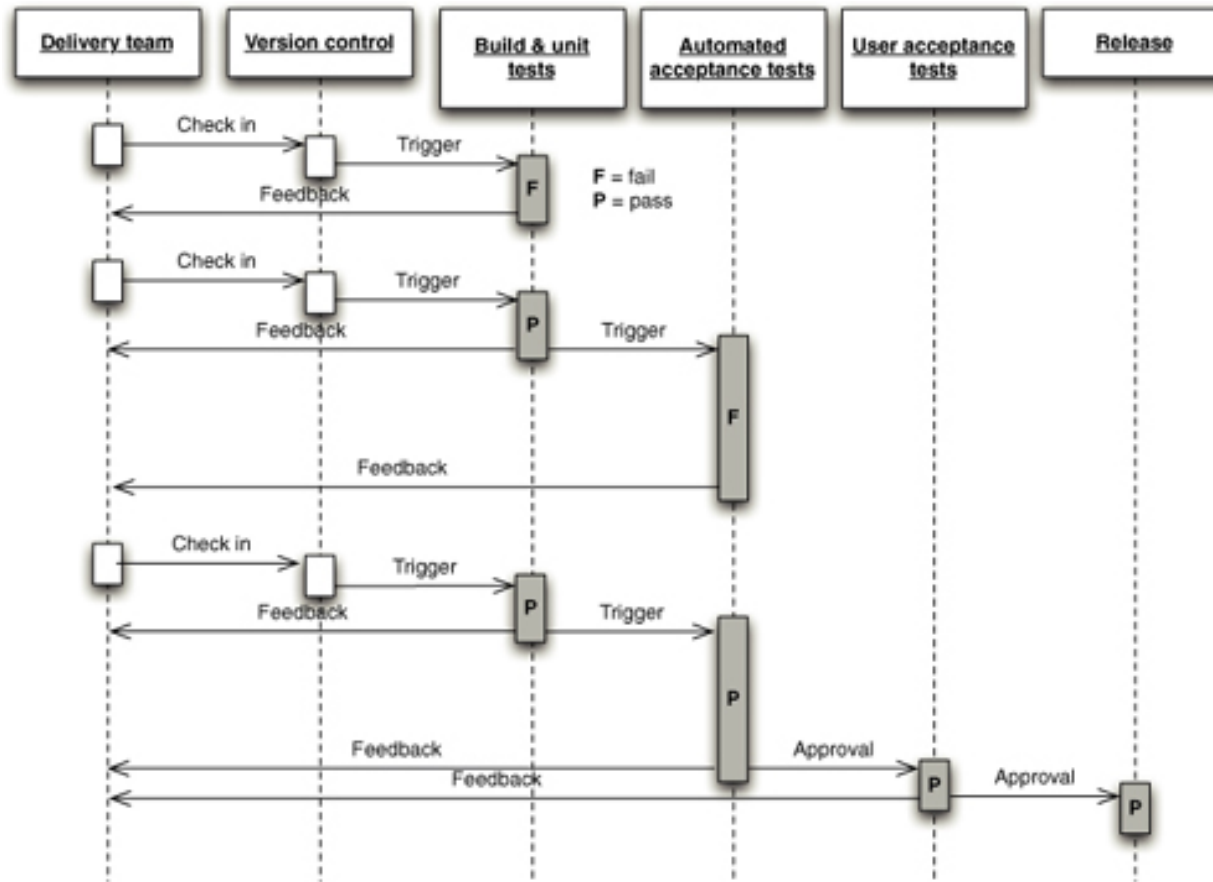 Delivery team
Version control
Build & unit
tests
Automated
acceptance tests
User acceptance
tests
Release
Check in
Trigger
F = fail
P = pass
F
Feedback
Check in
Trigger
P
Feedback
Trigger
F
Feedback
Check in
Trigger
P
Feedback
Trigger
P
Feedback
Approval
P
Feedback
Approval
P